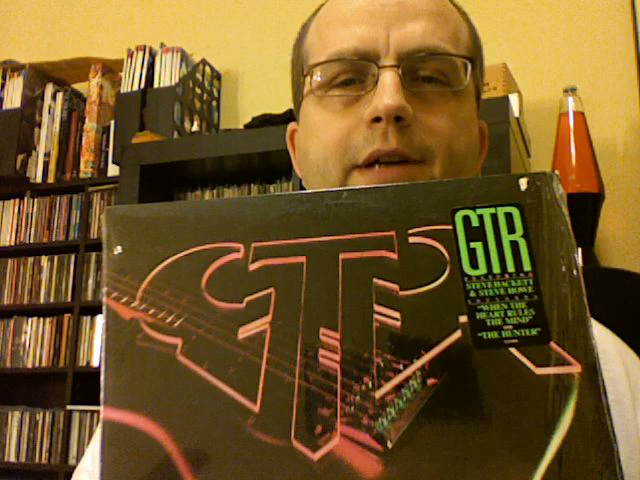 GTR
GTR
FEATURING
STEVE HACKETT
& STEVE HOWE
INCLUDES
"WHEN THE
HEART RULES
THE MIND"
AND
"THE HUNTER"